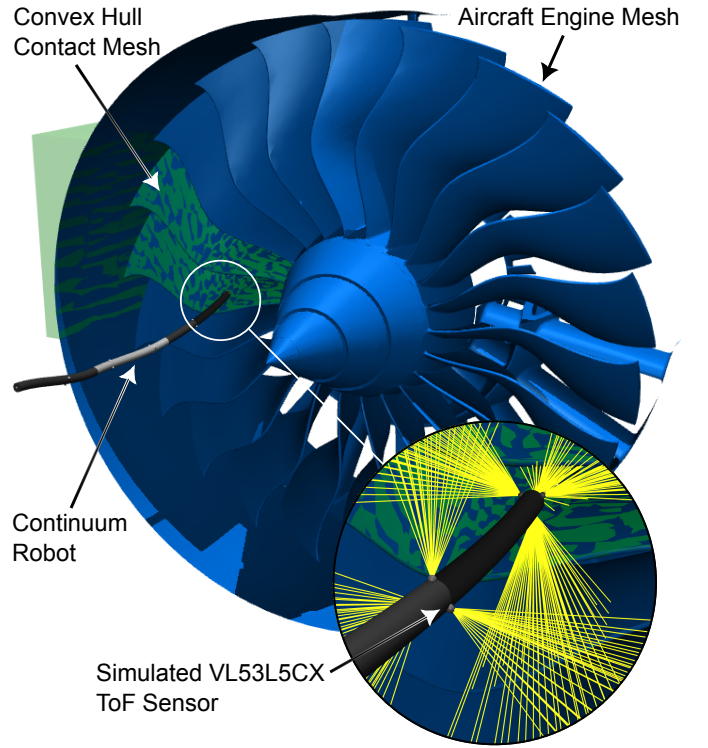 Convex Hull
Contact Mesh
Aircraft Engine Mesh
Continuum
Robot
Simulated VL53L5CX
ToF Sensor